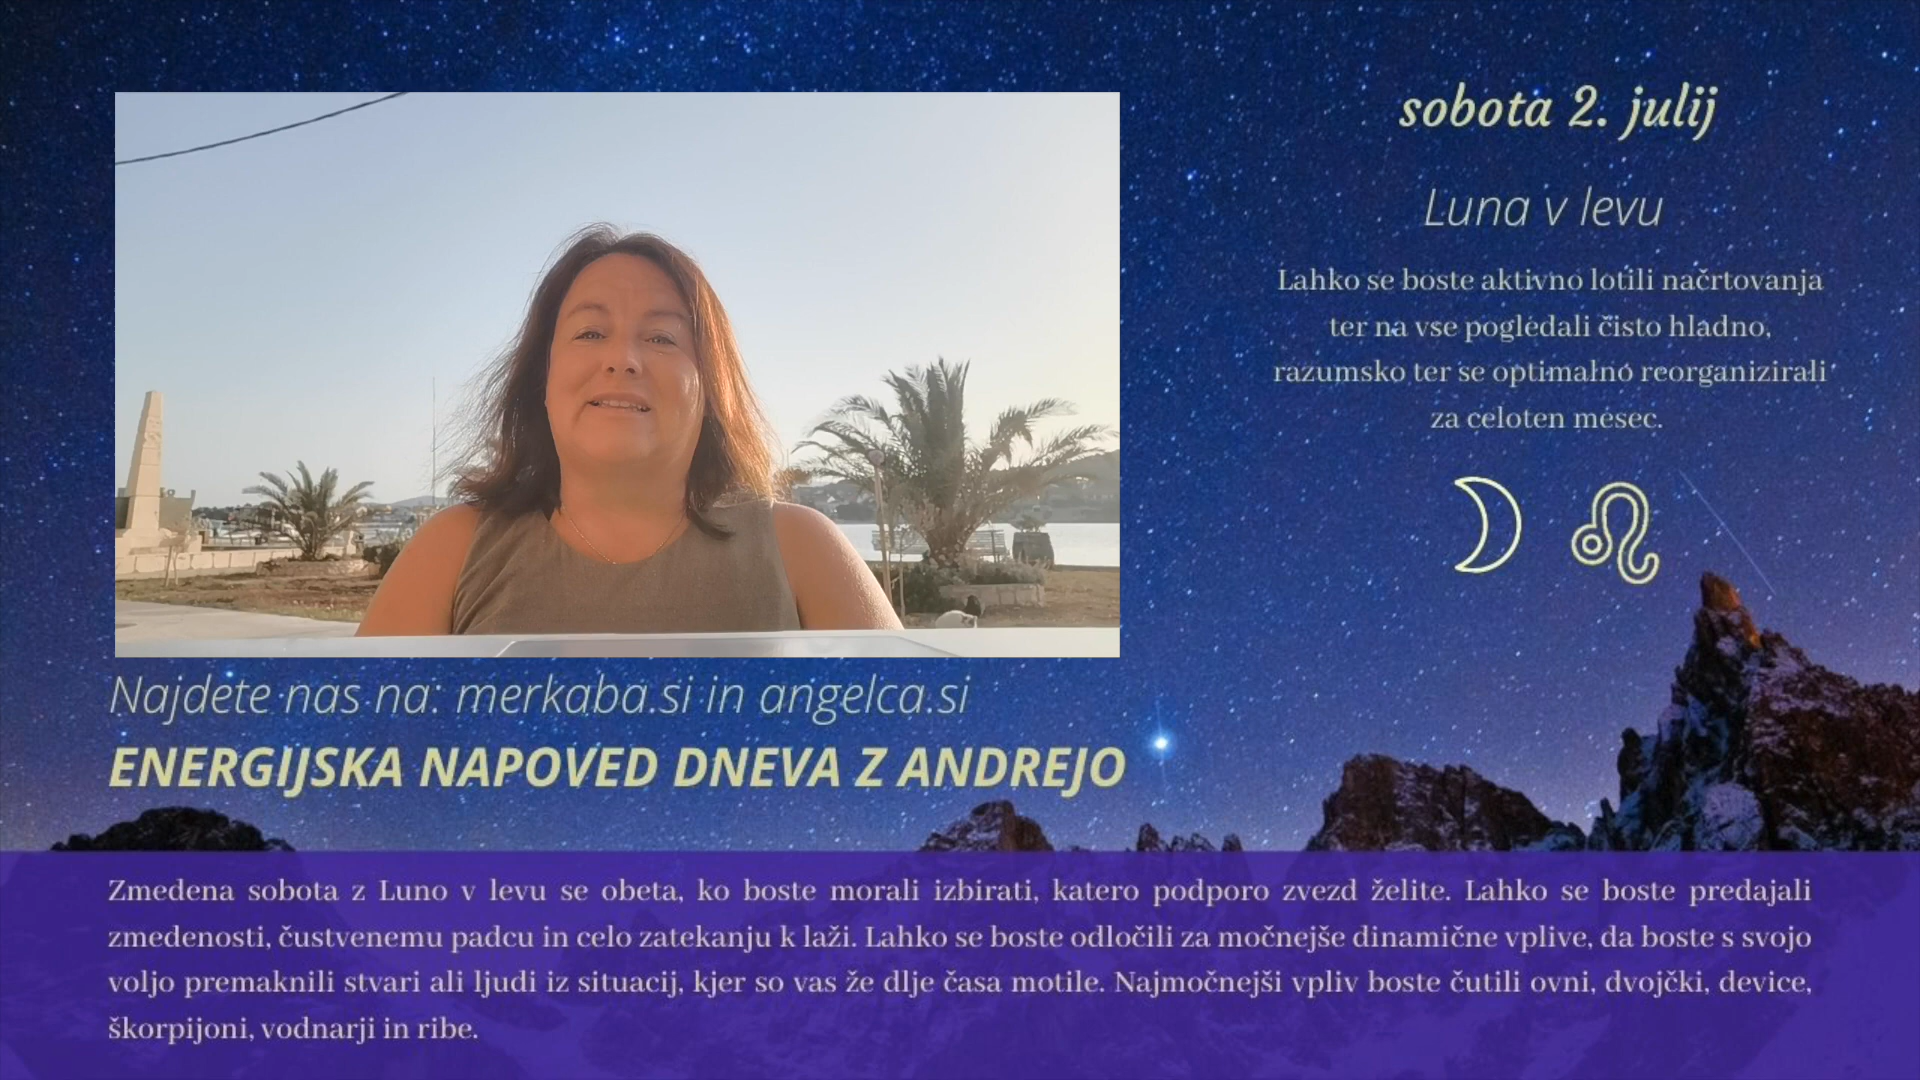 sobota 2. julij
Luna v levu
Lahko se boste aktivno lotili načrtovanja
ter na vse pogledali čisto hladno,
razumsko ter se optimalno reorganizirali
za celoten mesec.
Najdete nas na: merkaba.si in angelca.si
ENERGIJSKA NAPOVED DNEVA Z ANDREJO
Zmedena sobota z Luno v levu se obeta, ko boste morali izbirati, katero podporo zvezd želite. Lahko se boste predajali
zmedenosti, čustvenemu padcu in celo zatekanju k laži. Lahko se boste odločili za močnejše dinamične vplive, da boste s svojo
voljo premaknili stvari ali ljudi iz situacij, kjer so vas že dlje časa motile. Najmočnejši vpliv boste čutili ovni, dvojčki, device,
škorpijoni, vodnarji in ribe.